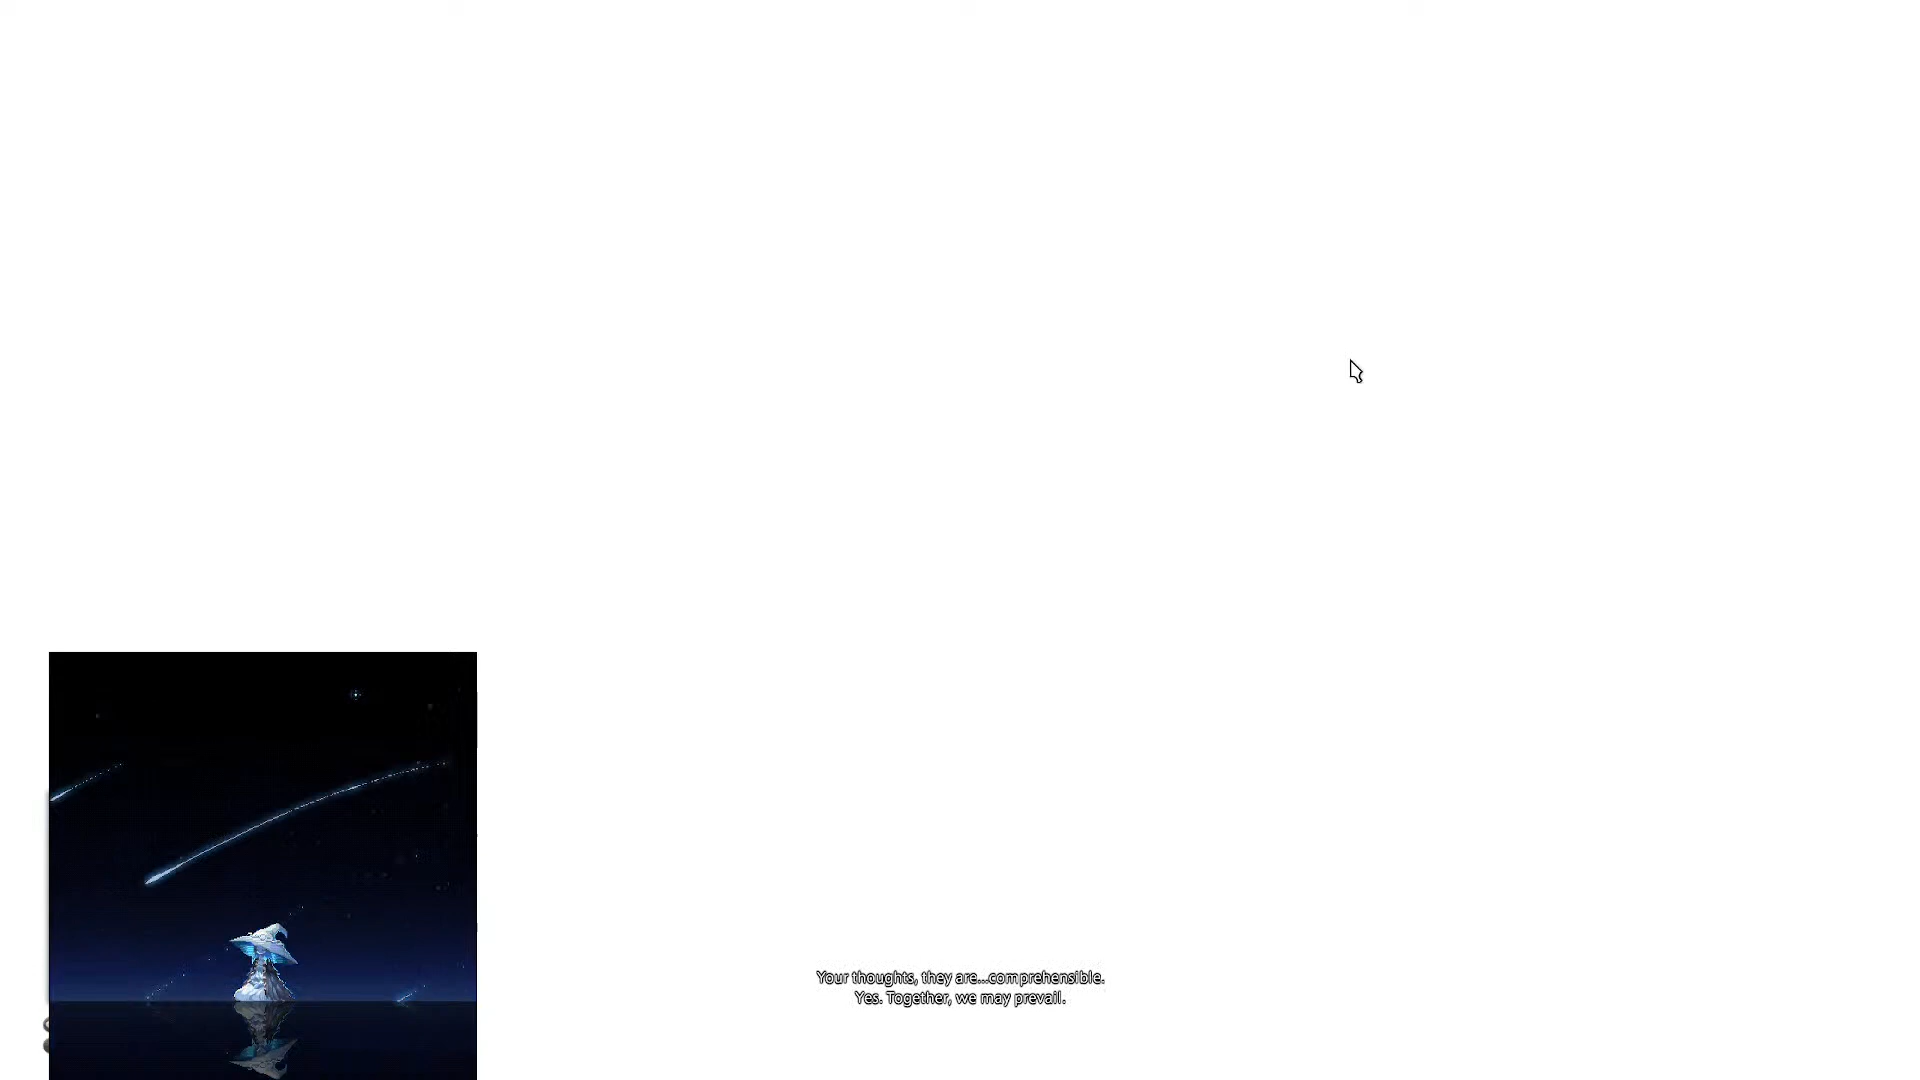 Your thoughts, they are...comprehensible.
Yes. Together, we may prevail.